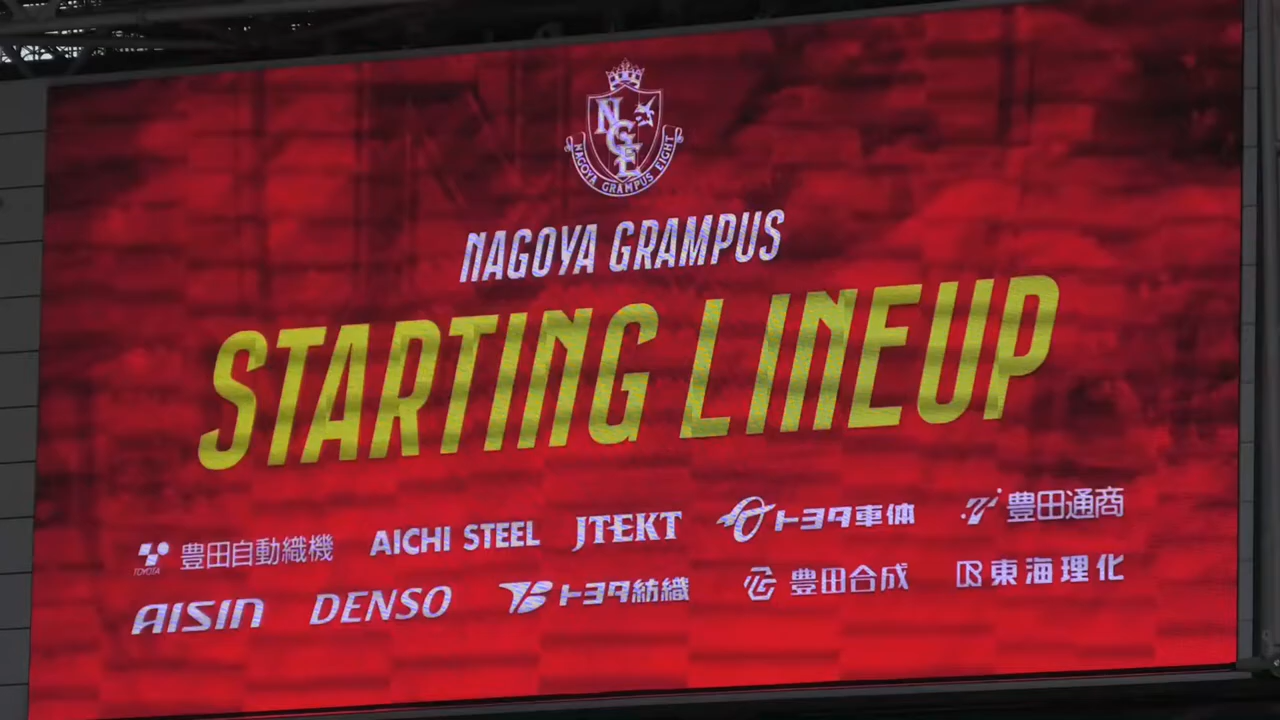 NGE
NAGOYA GRAMPUS EIGHT
NAGOYA GRAMPUS
STARTING LINEUP
TOYOTA 豊田自動織機 AICHI STEEL JTEKT トヨタ車体 豊田通商
AISIN DENSO トヨタ紡織 豊田合成 東海理化